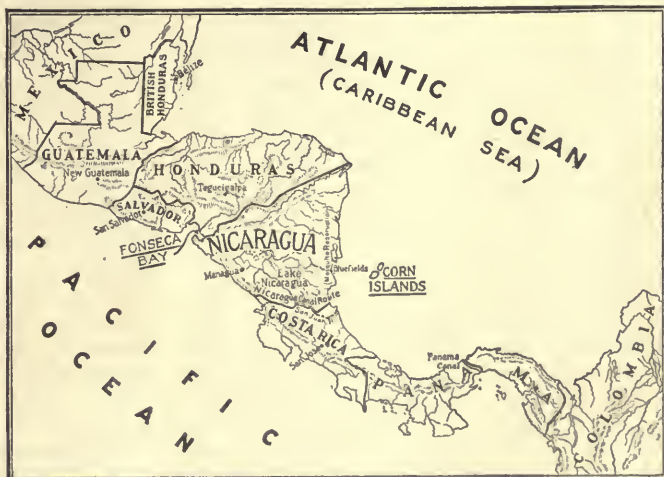 MEXICO
ATLANTIC OCEAN
(CARIBBEAN SEA)
BRITISH HONDURAS
Belize
GUATEMALA
New Guatemala
HONDURAS
Tegucigalpa
SALVADOR
San Salvador
FONSECA
BAY
NICARAGUA
Managua
Lake
Nicaragua
Bluefields
CORN
ISLANDS
Nicaragua Canal Route
San Juan
COSTA RICA
San Jose
Panama
Canal
PANAMA
COLOMBIA
PACIFIC
OCEAN